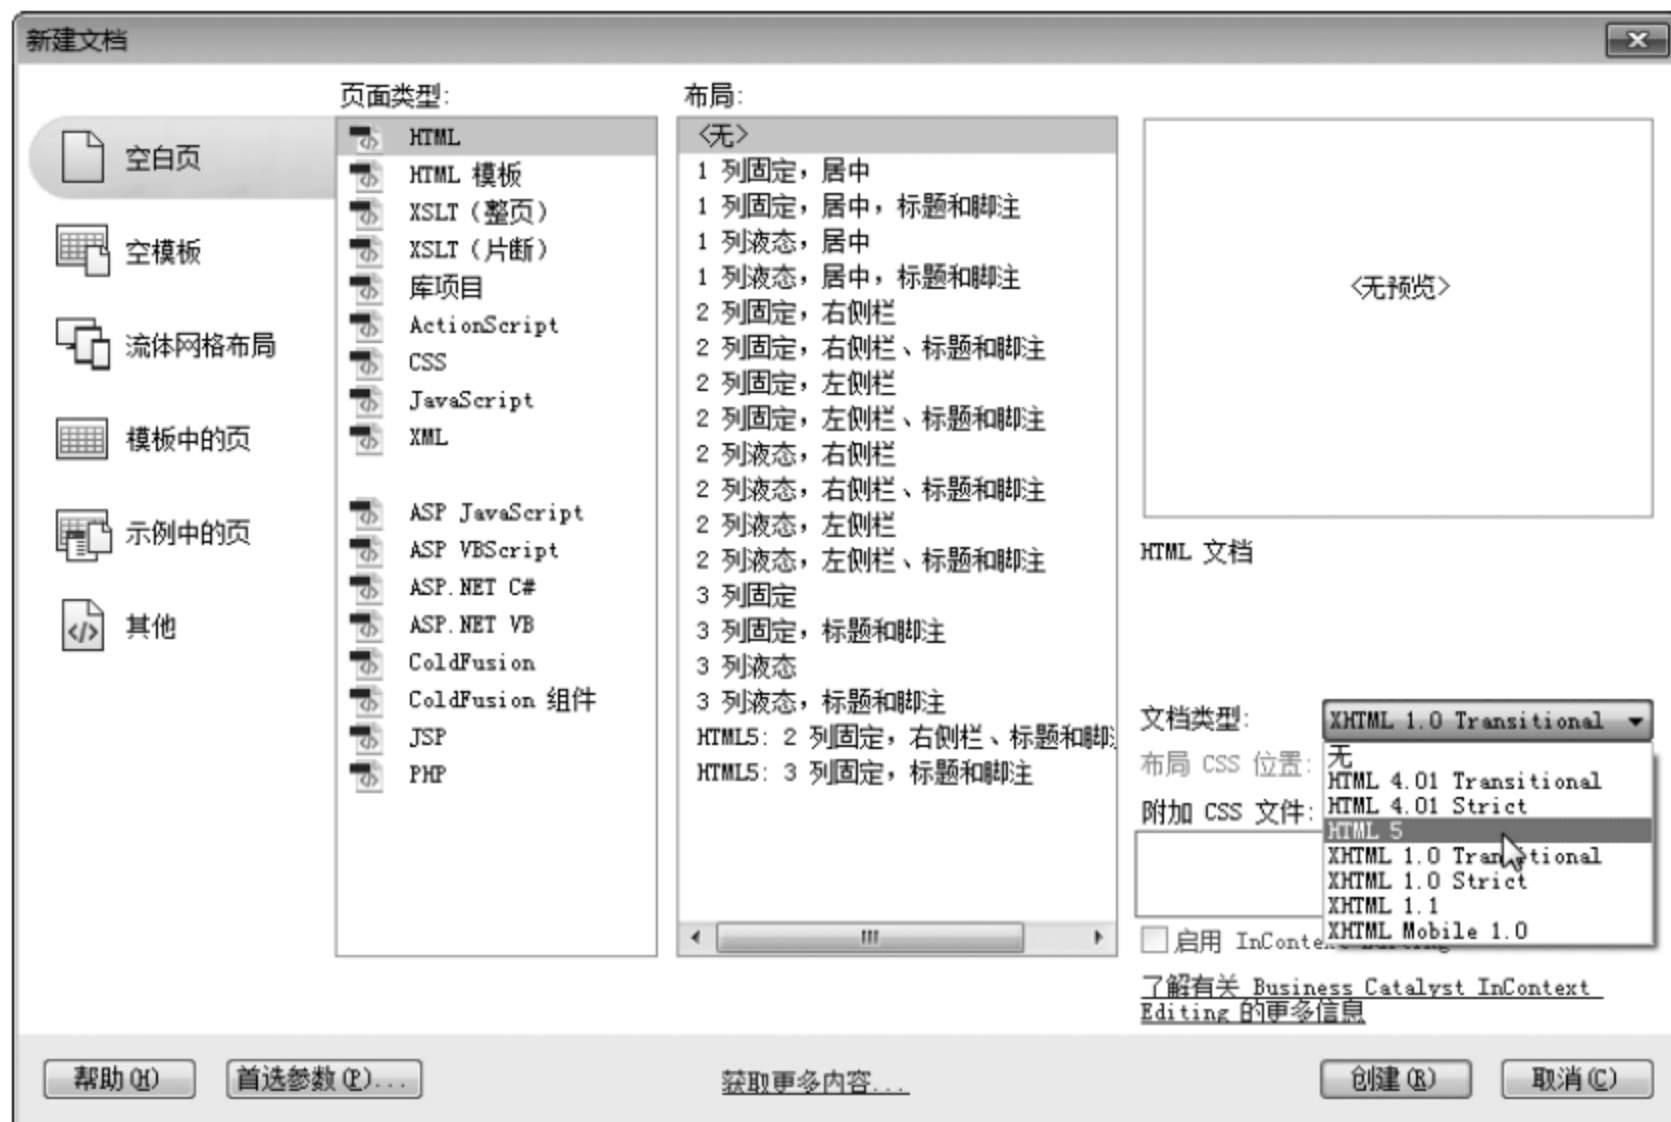 新建文档
页面类型:
布局:
空白页
空模板
流体网格布局
模板中的页
示例中的页
其他
HTML
HTML 模板
XSLT (整页)
XSLT (片断)
库项目
ActionScript
CSS
JavaScript
XML
ASP JavaScript
ASP VBScript
ASP.NET C#
ASP.NET VB
ColdFusion
ColdFusion 组件
JSP
PHP
<无>
1 列固定，居中
1 列固定，居中，标题和脚注
1 列液态，居中
1 列液态，居中，标题和脚注
2 列固定，右侧栏
2 列固定，右侧栏、标题和脚注
2 列固定，左侧栏
2 列固定，左侧栏、标题和脚注
2 列液态，右侧栏
2 列液态，右侧栏、标题和脚注
2 列液态，左侧栏
2 列液态，左侧栏、标题和脚注
3 列固定
3 列固定，标题和脚注
3 列液态
3 列液态，标题和脚注
HTML5: 2 列固定，右侧栏、标题和脚
HTML5: 3 列固定，标题和脚注
<无预览>
HTML 文档
文档类型:
XHTML 1.0 Transitional
布局 CSS 位置:
附加 CSS 文件:
无
HTML 4.01 Transitional
HTML 4.01 Strict
HTML 5
XHTML 1.0 Transitional
XHTML 1.0 Strict
XHTML 1.1
XHTML Mobile 1.0
启用
了解有关 Business Catalyst InContext
Editing 的更多信息
帮助(H)
首选参数(P)...
获取更多内容...
创建(R)
取消(C)